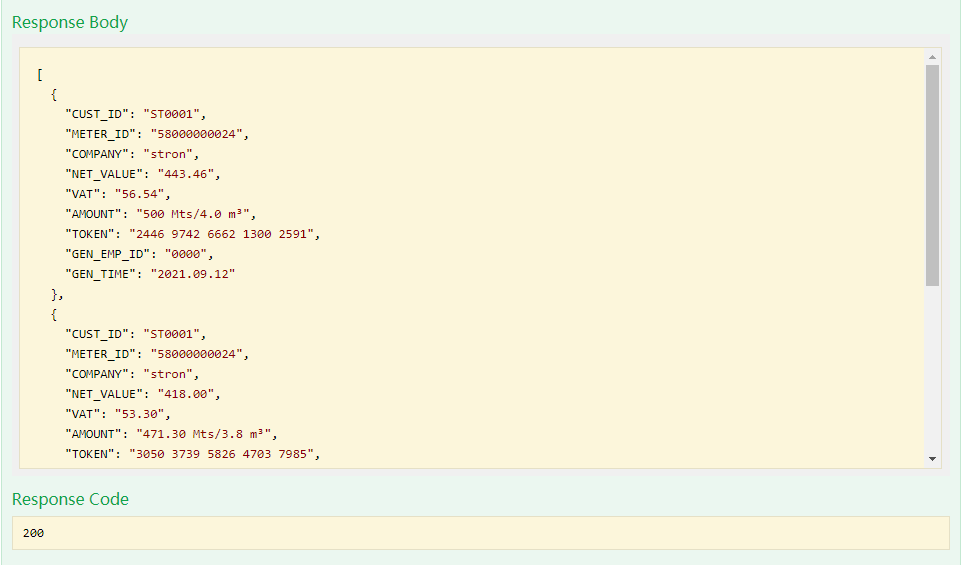 Response Body
[
{
"CUST_ID": "ST0001",
"METER_ID": "58000000024",
"COMPANY": "stron",
"NET_VALUE": "443.46",
"VAT": "56.54",
"AMOUNT": "500 Mts/4.0 m³",
"TOKEN": "2446 9742 6662 1300 2591",
"GEN_EMP_ID": "0000",
"GEN_TIME": "2021.09.12"
},
{
"CUST_ID": "ST0001",
"METER_ID": "58000000024",
"COMPANY": "stron",
"NET_VALUE": "418.00",
"VAT": "53.30",
"AMOUNT": "471.30 Mts/3.8 m³",
"TOKEN": "3050 3739 5826 4703 7985",
Response Code
200